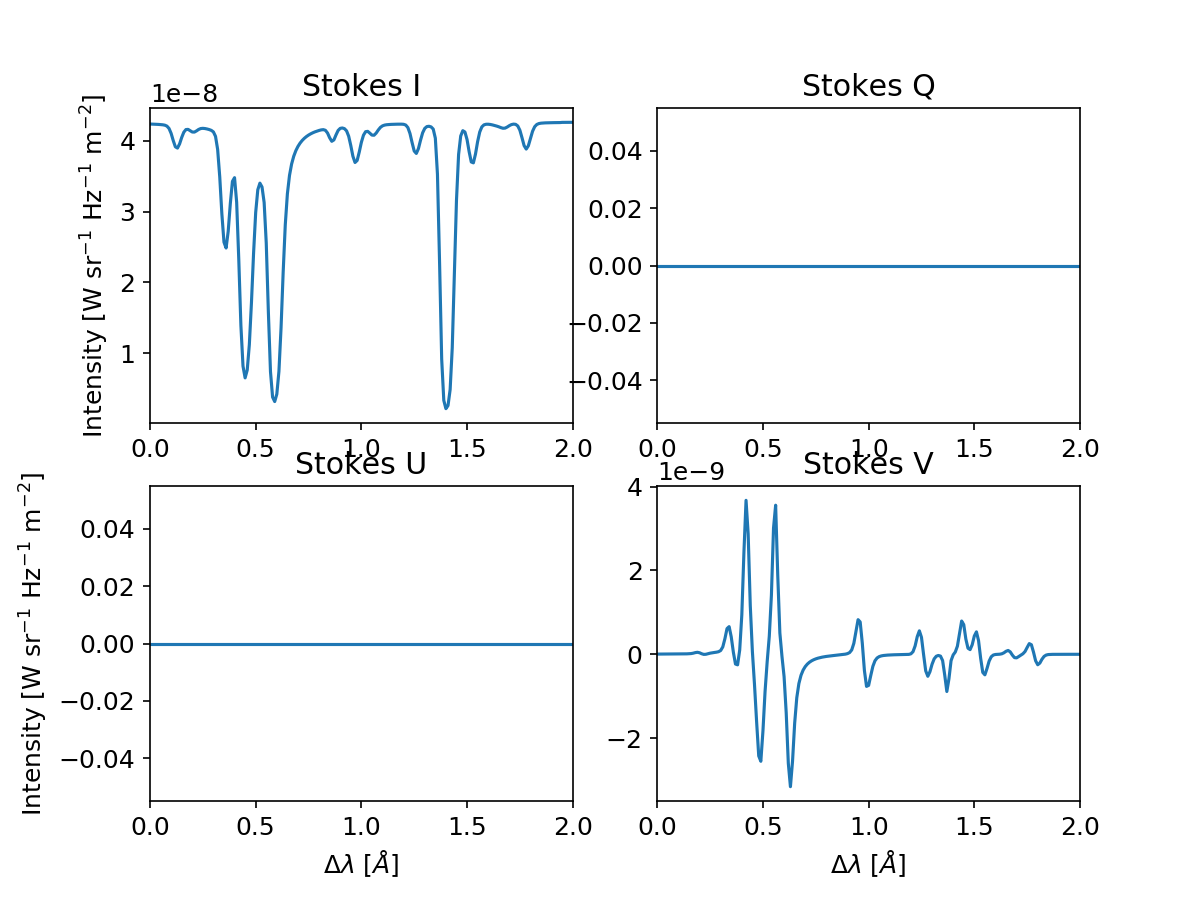 Stokes I
Stokes Q
1e−8
Intensity [W sr⁻¹ Hz⁻¹ m⁻²]
4
3
2
1
0.0 0.5 1.0 1.5 2.0
0.04
0.02
0.00
−0.02
−0.04
0.0 0.5 1.0 1.5 2.0
Stokes U
Stokes V
Intensity [W sr⁻¹ Hz⁻¹ m⁻²]
0.04
0.02
0.00
−0.02
−0.04
0.0 0.5 1.0 1.5 2.0
Δλ [Å]
1e−9
4
2
0
−2
0.0 0.5 1.0 1.5 2.0
Δλ [Å]